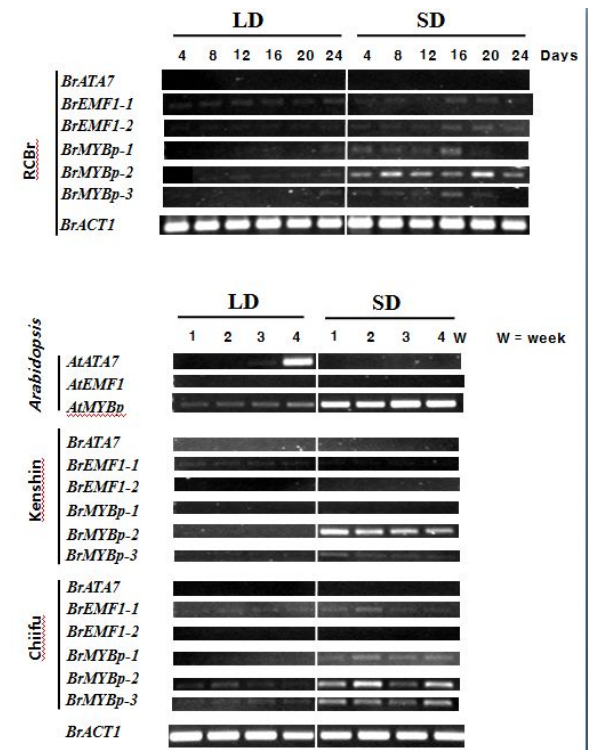 LD SD
4 8 12 16 20 24 4 8 12 16 20 24 Days
RCBr
BrATA7
BrEMF1-1
BrEMF1-2
BrMYBp-1
BrMYBp-2
BrMYBp-3
BrACT1
LD SD
1 2 3 4 1 2 3 4 W W = week
Arabidopsis
AtATA7
AtEMF1
AtMYBp
Kenshin
BrATA7
BrEMF1-1
BrEMF1-2
BrMYBp-1
BrMYBp-2
BrMYBp-3
Chiifu
BrATA7
BrEMF1-1
BrEMF1-2
BrMYBp-1
BrMYBp-2
BrMYBp-3
BrACT1